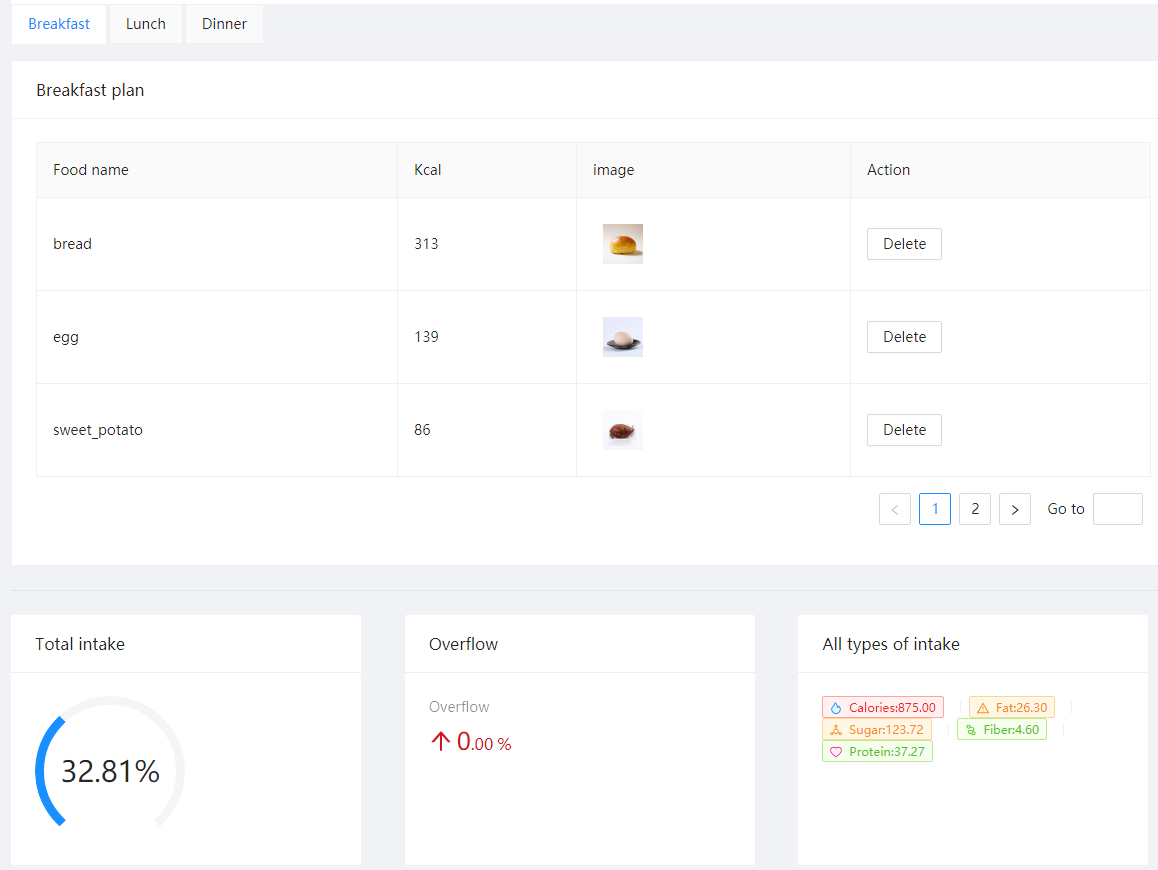 Breakfast Lunch Dinner
Breakfast plan
Food name Kcal image Action
bread 313 Delete
egg 139 Delete
sweet_potato 86 Delete
< 1 2 > Go to
Total intake Overflow All types of intake
32.81%
Overflow
0.00 %
Calories:875.00 Fat:26.30
Sugar:123.72 Fiber:4.60
Protein:37.27